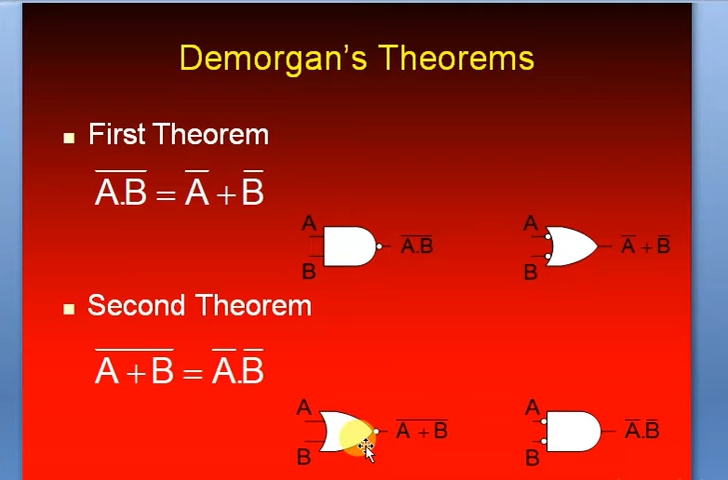 Demorgan's Theorems
First Theorem
A̅.̅B̅ = A̅ + B̅
A
B
A̅.̅B̅
A
B
A̅ + B̅
Second Theorem
A̅ ̅+̅ ̅B̅ = A̅.B̅
A
B
A̅ ̅+̅ ̅B̅
A
B
A̅.B̅